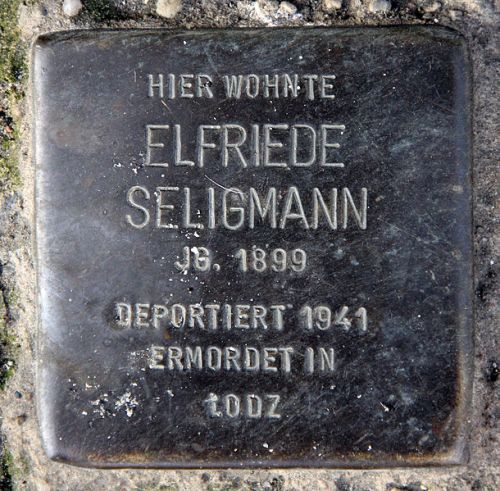 HIER WOHNTE
ELFRIEDE
SELIGMANN
JG. 1899
DEPORTIERT 1941
ERMORDET IN
LODZ